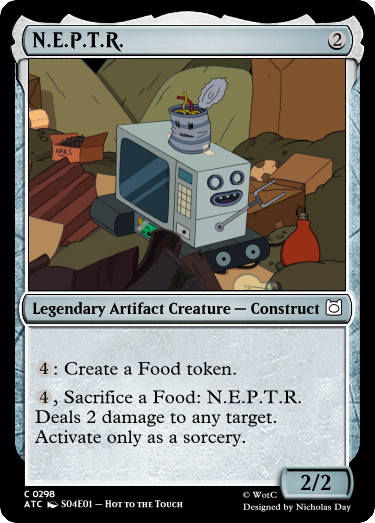 N.E.P.T.R. 2
NAILS
Legendary Artifact Creature — Construct
4: Create a Food token.
4, Sacrifice a Food: N.E.P.T.R.
Deals 2 damage to any target.
Activate only as a sorcery.
2/2
C 0298
ATC S04E01 – Hot to the Touch
© WotC
Designed by Nicholas Day